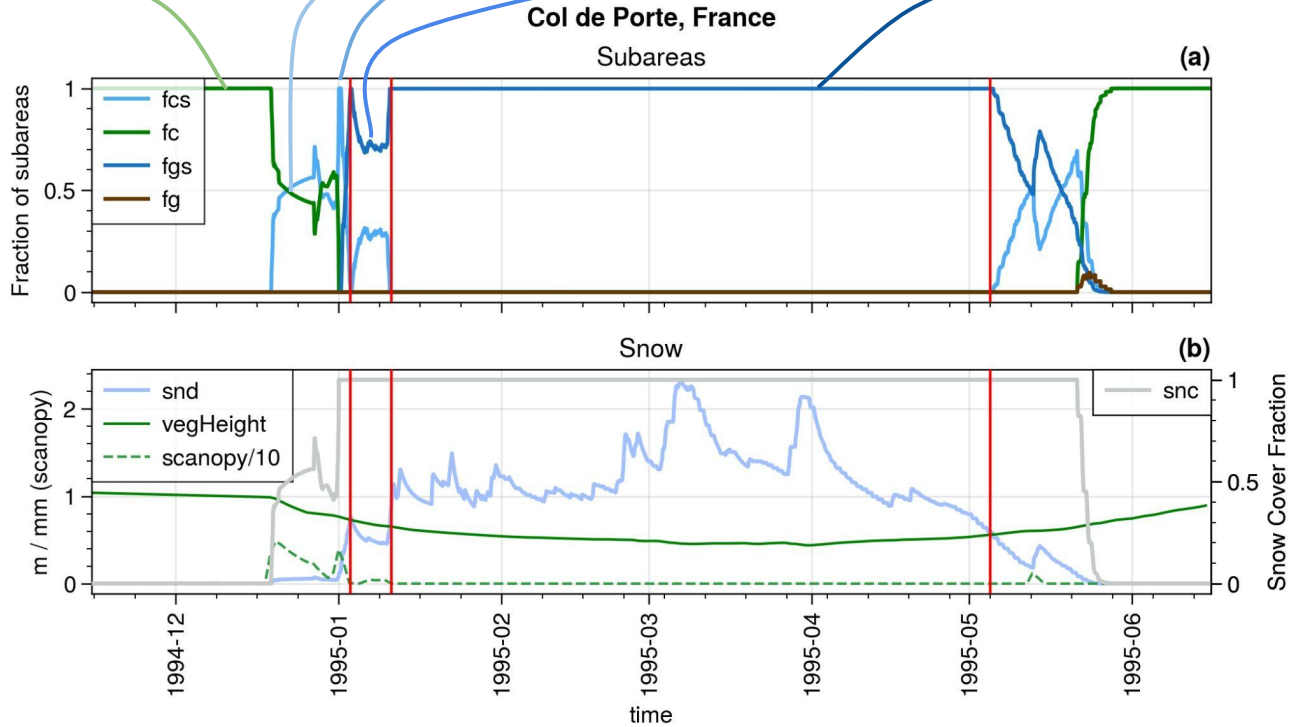 Col de Porte, France
Subareas
(a)
Fraction of subareas
1
0.5
0
fcs
fc
fgs
fg
Snow
(b)
m / mm (scanopy)
2
1
0
snd
vegHeight
scanopy/10
snc
1
0.5
0
Snow Cover Fraction
1994-12
1995-01
1995-02
1995-03
1995-04
1995-05
1995-06
time